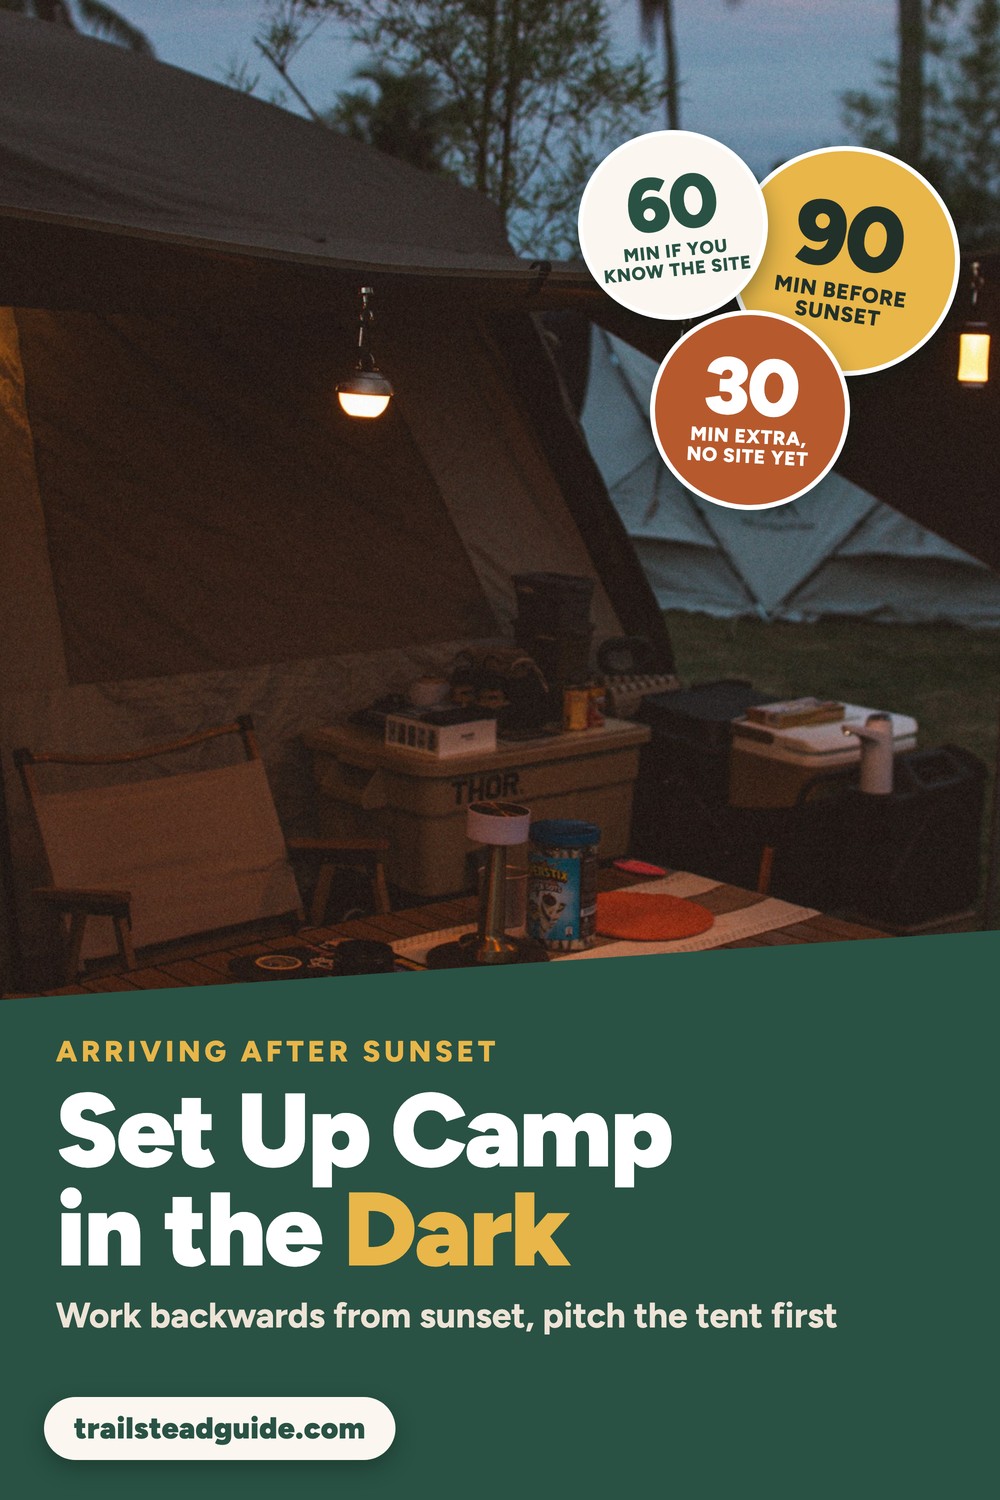 60
MIN IF YOU
KNOW THE SITE
90
MIN BEFORE
SUNSET
30
MIN EXTRA,
NO SITE YET
THOR.
ARRIVING AFTER SUNSET
Set Up Camp
in the Dark
Work backwards from sunset, pitch the tent first
trailsteadguide.com